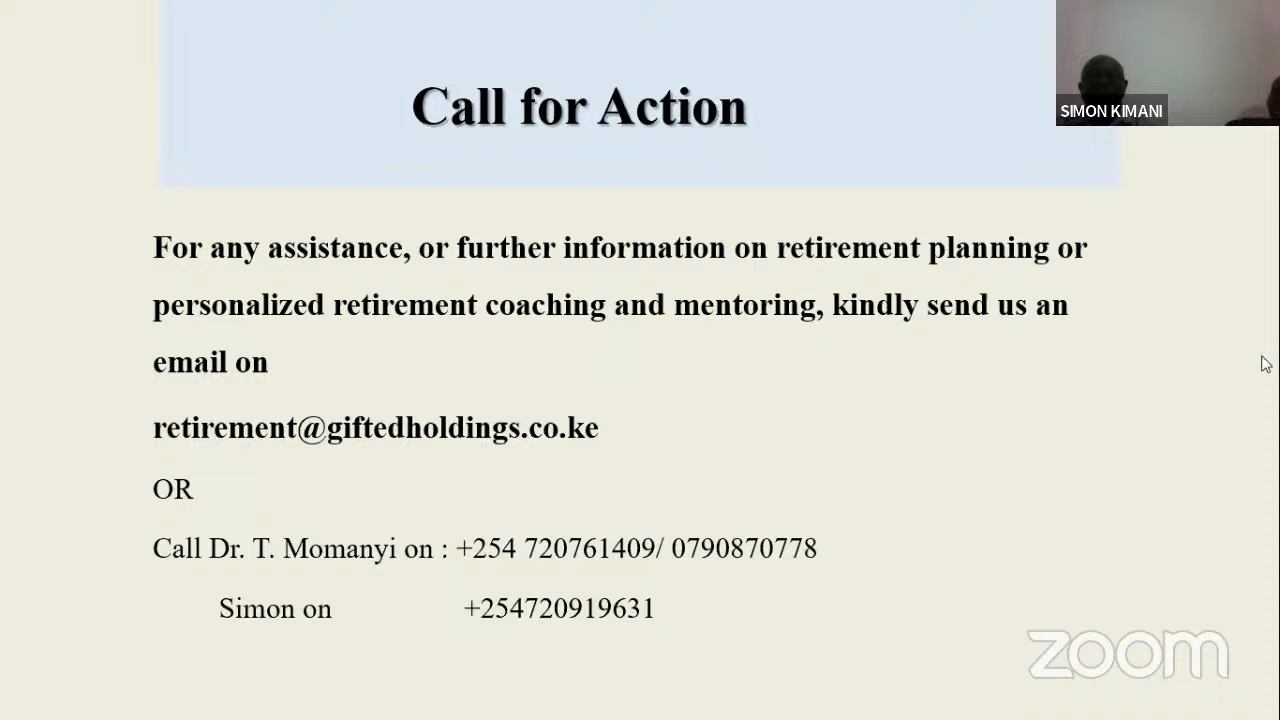 Call for Action
SIMON KIMANI
For any assistance, or further information on retirement planning or
personalized retirement coaching and mentoring, kindly send us an
email on
retirement@giftedholdings.co.ke
OR
Call Dr. T. Momanyi on : +254 720761409/ 0790870778
Simon on +254720919631
zoom